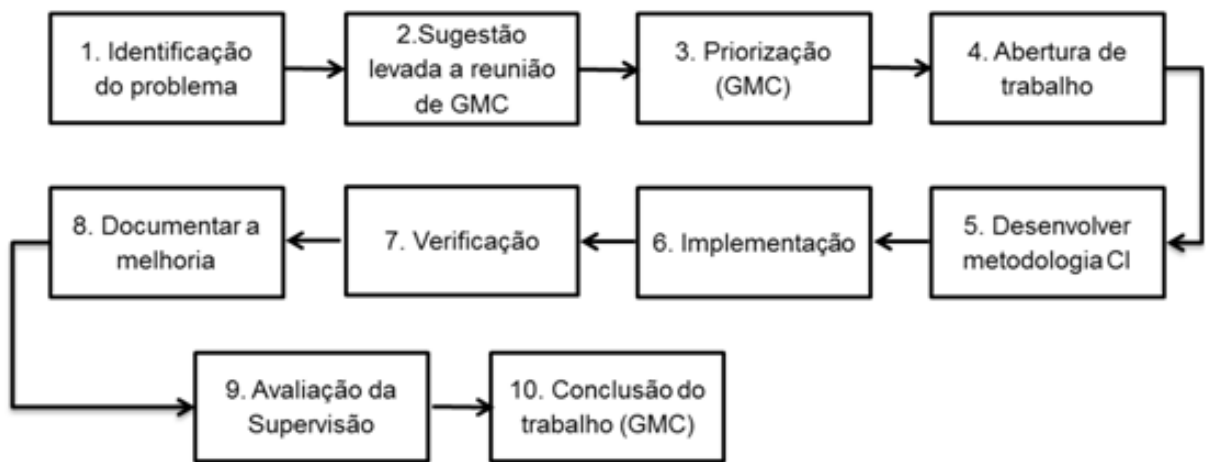 1. Identificação
do problema
2.Sugestão
levada a reunião
de GMC
3. Priorização
(GMC)
4. Abertura de
trabalho
5. Desenvolver
metodologia CI
6. Implementação
7. Verificação
8. Documentar a
melhoria
9. Avaliação da
Supervisão
10. Conclusão do
trabalho (GMC)